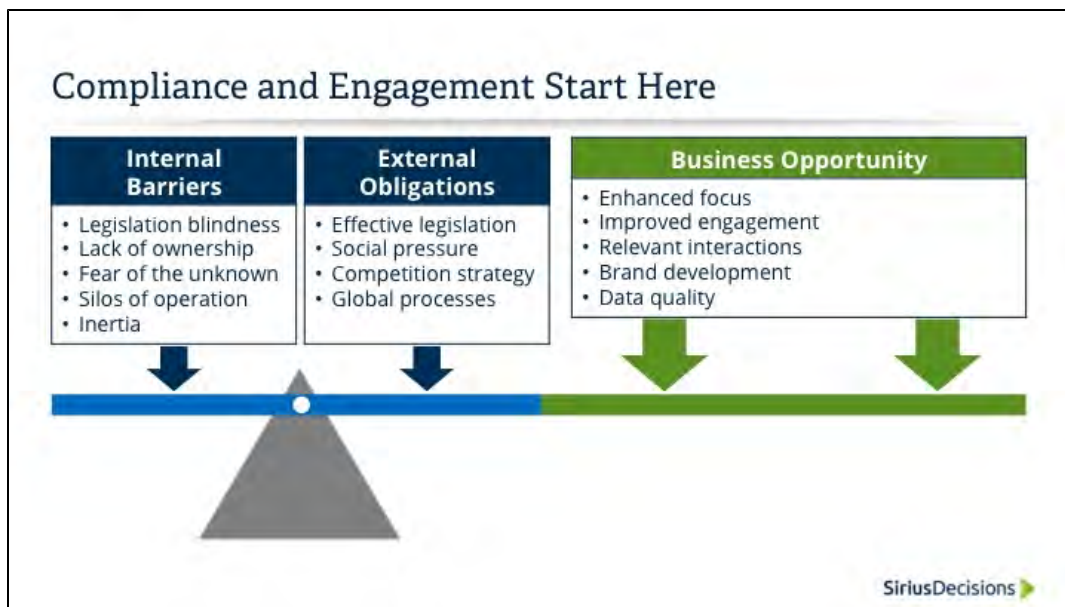 Compliance and Engagement Start Here
Internal
Barriers
• Legislation blindness
• Lack of ownership
• Fear of the unknown
• Silos of operation
• Inertia
External
Obligations
• Effective legislation
• Social pressure
• Competition strategy
• Global processes
Business Opportunity
• Enhanced focus
• Improved engagement
• Relevant interactions
• Brand development
• Data quality
SiriusDecisions